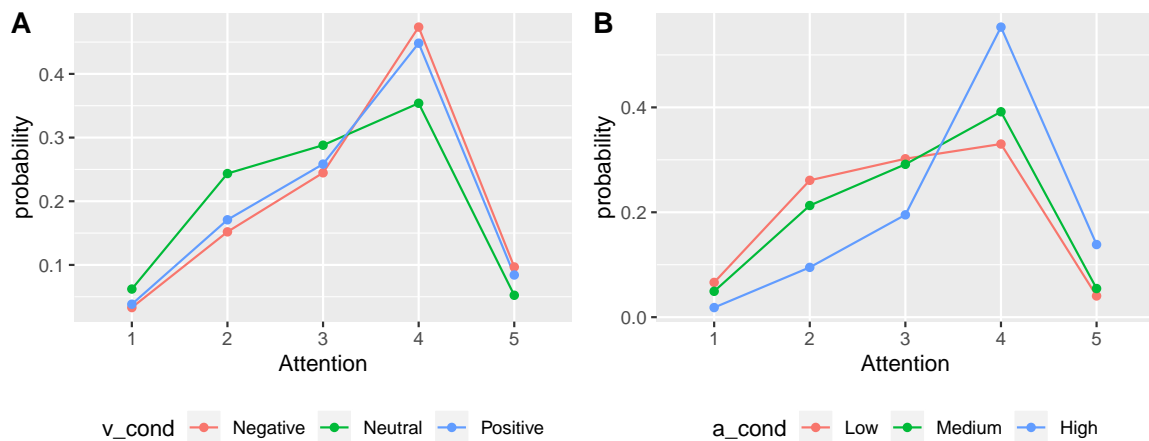 A
0.4
0.3
0.2
0.1
probability
1 2 3 4 5
Attention
v_cond Negative Neutral Positive
B
0.4
0.2
0.0
probability
1 2 3 4 5
Attention
a_cond Low Medium High